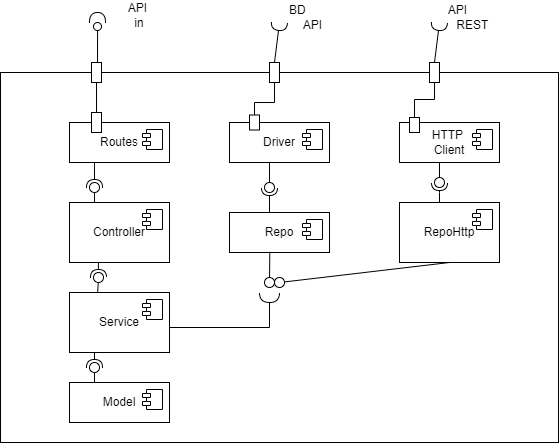 API
in
BD
API
API
REST
Routes
Driver
HTTP
Client
Controller
Repo
RepoHttp
Service
Model